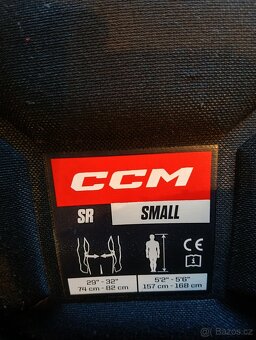 CCM
SR SMALL
29" - 32" 5'2" - 5'6"
74 cm - 82 cm 157 cm - 168 cm
CE
i
Bazoš.cz